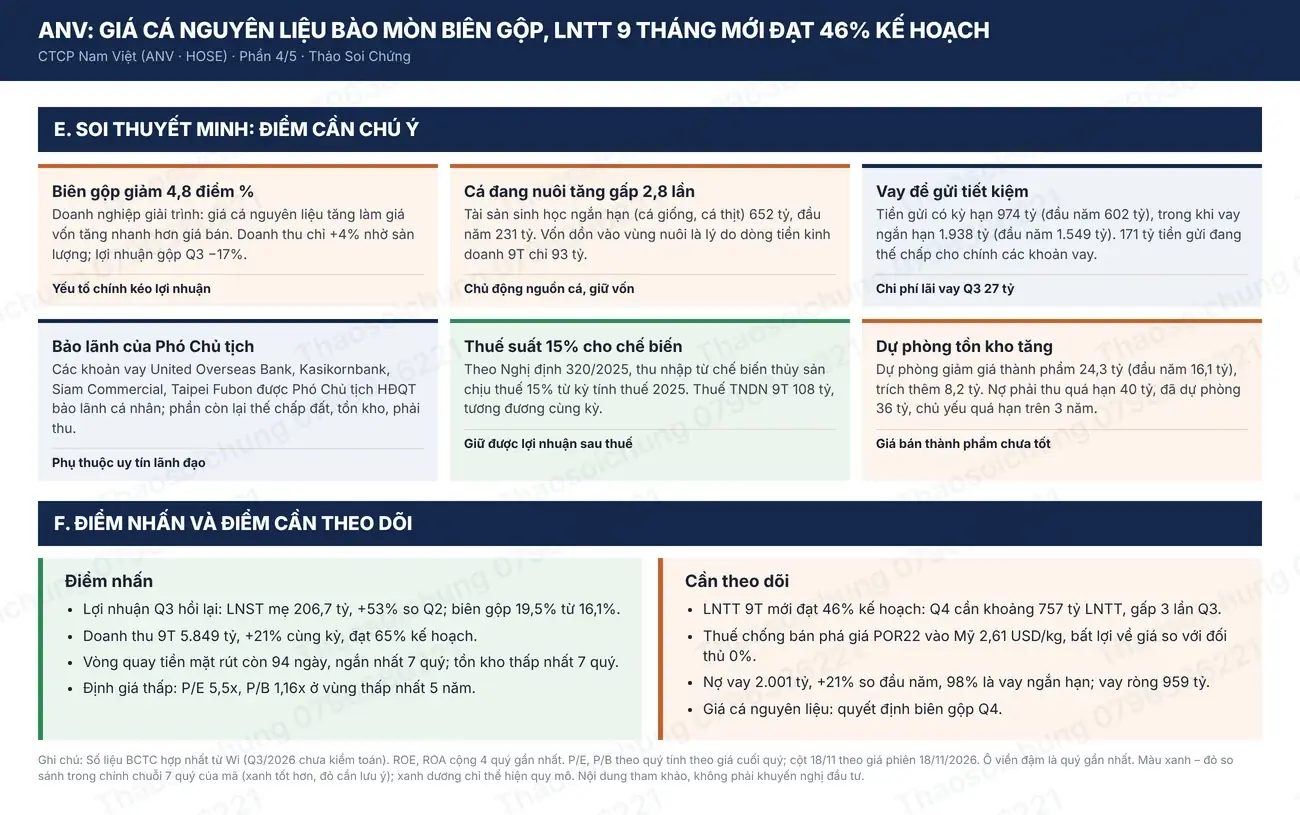 ANV: GIÁ CÁ NGUYÊN LIỆU BÀO MÒN BIÊN GỘP, LNTT 9 THÁNG MỚI ĐẠT 46% KẾ HOẠCH
CTCP Nam Việt (ANV · HOSE) · Phần 4/5 · Thảo Soi Chứng
E. SOI THUYẾT MINH: ĐIỂM CẦN CHÚ Ý
Biên gộp giảm 4,8 điểm %
Doanh nghiệp giải trình: giá cá nguyên liệu tăng làm giá
vốn tăng nhanh hơn giá bán. Doanh thu chỉ +4% nhờ sản
lượng; lợi nhuận gộp Q3 −17%.
Yếu tố chính kéo lợi nhuận
Cá đang nuôi tăng gấp 2,8 lần
Tài sản sinh học ngắn hạn (cá giống, cá thịt) 652 tỷ, đầu
năm 231 tỷ. Vốn dồn vào vùng nuôi là lý do dòng tiền kinh
doanh 9T chỉ 93 tỷ.
Chủ động nguồn cá, giữ vốn
Vay để gửi tiết kiệm
Tiền gửi có kỳ hạn 974 tỷ (đầu năm 602 tỷ), trong khi vay
ngắn hạn 1.938 tỷ (đầu năm 1.549 tỷ). 171 tỷ tiền gửi đang
thế chấp cho chính các khoản vay.
Chi phí lãi vay Q3 27 tỷ
Bảo lãnh của Phó Chủ tịch
Các khoản vay United Overseas Bank, Kasikornbank,
Siam Commercial, Taipei Fubon được Phó Chủ tịch HĐQT
bảo lãnh cá nhân; phần còn lại thế chấp đất, tồn kho, phải
thu.
Phụ thuộc uy tín lãnh đạo
Thuế suất 15% cho chế biến
Theo Nghị định 320/2025, thu nhập từ chế biến thủy sản
chịu thuế 15% từ kỳ tính thuế 2025. Thuế TNDN 9T 108 tỷ,
tương đương cùng kỳ.
Giữ được lợi nhuận sau thuế
Dự phòng tồn kho tăng
Dự phòng giảm giá thành phẩm 24,3 tỷ (đầu năm 16,1 tỷ),
trích thêm 8,2 tỷ. Nợ phải thu quá hạn 40 tỷ, đã dự phòng
36 tỷ, chủ yếu quá hạn trên 3 năm.
Giá bán thành phẩm chưa tốt
F. ĐIỂM NHẤN VÀ ĐIỂM CẦN THEO DÕI
Điểm nhấn
• Lợi nhuận Q3 hồi lại: LNST mẹ 206,7 tỷ, +53% so Q2; biên gộp 19,5% từ 16,1%.
• Doanh thu 9T 5.849 tỷ, +21% cùng kỳ, đạt 65% kế hoạch.
• Vòng quay tiền mặt rút còn 94 ngày, ngắn nhất 7 quý; tồn kho thấp nhất 7 quý.
• Định giá thấp: P/E 5,5x, P/B 1,16x ở vùng thấp nhất 5 năm.
Cần theo dõi
• LNTT 9T mới đạt 46% kế hoạch: Q4 cần khoảng 757 tỷ LNTT, gấp 3 lần Q3.
• Thuế chống bán phá giá POR22 vào Mỹ 2,61 USD/kg, bất lợi về giá so với đối
thủ 0%.
• Nợ vay 2.001 tỷ, +21% so đầu năm, 98% là vay ngắn hạn; vay ròng 959 tỷ.
• Giá cá nguyên liệu: quyết định biên gộp Q4.
Ghi chú: Số liệu BCTC hợp nhất từ Wi (Q3/2026 chưa kiểm toán). ROE, ROA cộng 4 quý gần nhất. P/E, P/B theo quý tính theo giá cuối quý; cột 18/11 theo giá phiên 18/11/2026. Ô viền đậm là quý gần nhất. Màu xanh – đỏ so
sánh trong chính chuỗi 7 quý của mã (xanh tốt hơn, đỏ cần lưu ý); xanh dương chỉ thể hiện quy mô. Nội dung tham khảo, không phải khuyến nghị đầu tư.
Thaosoichung 0796326221